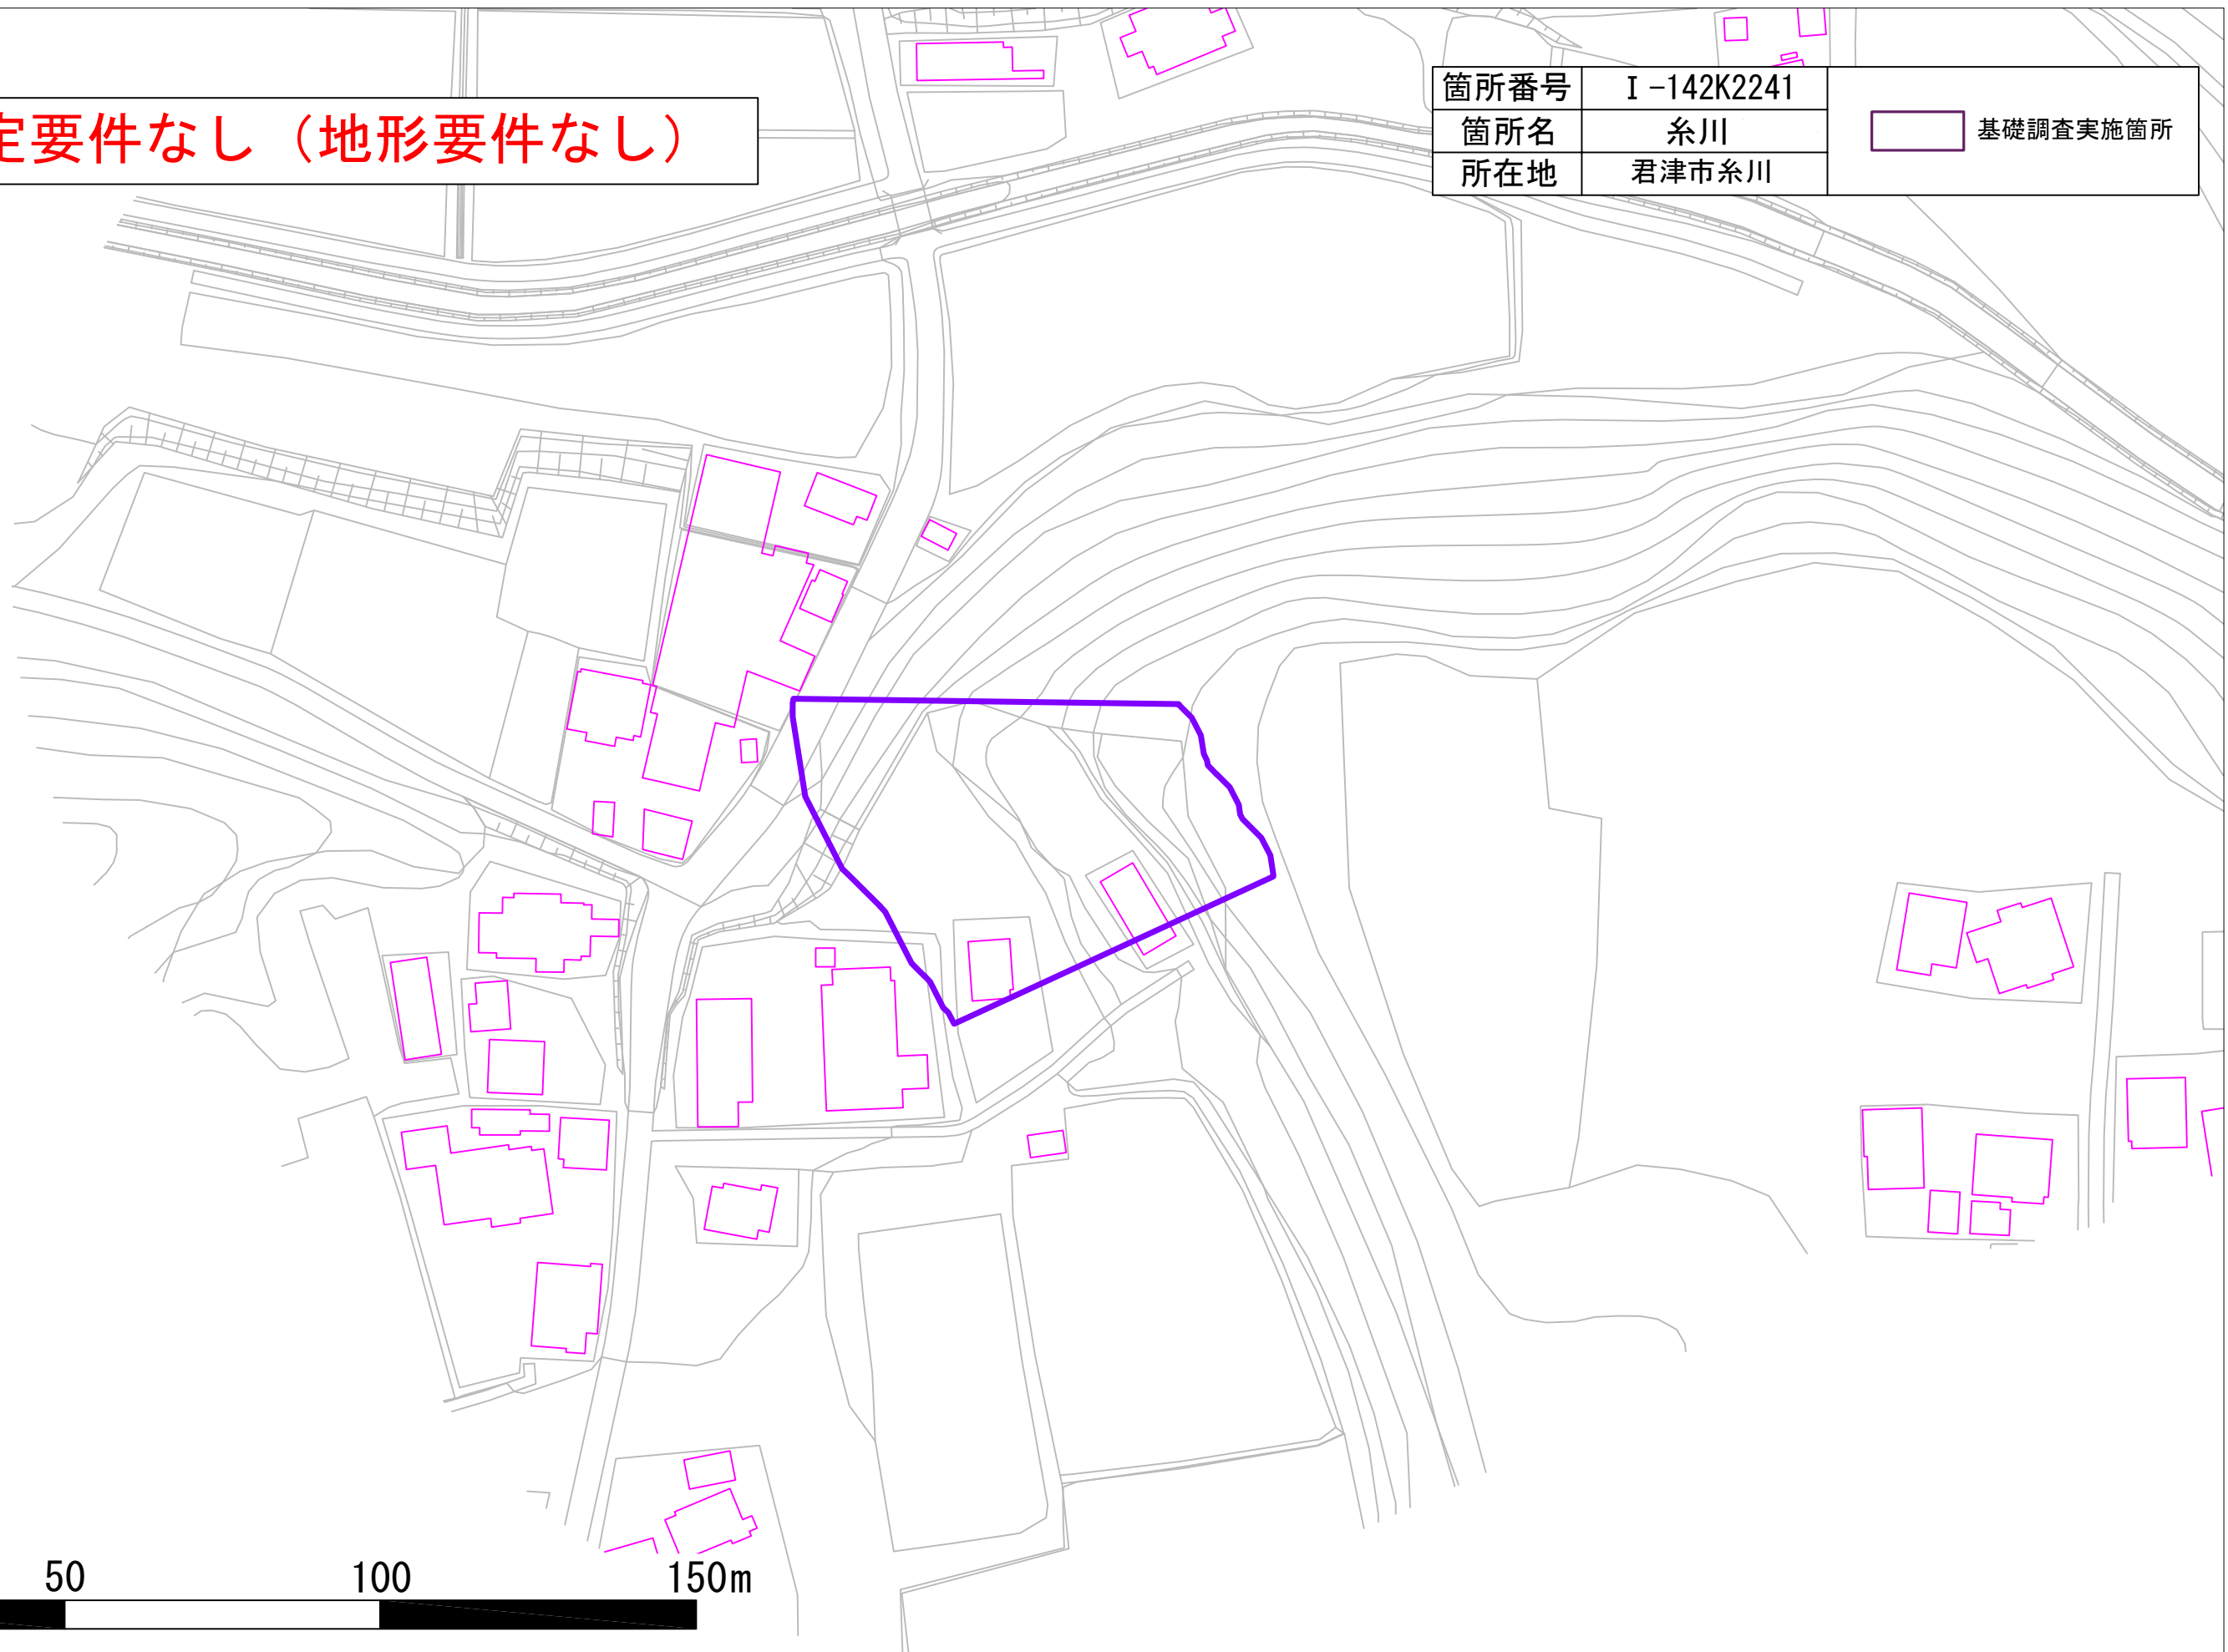 要件なし（地形要件なし）
箇所番号 Ⅰ-142K2241
箇所名 糸川
所在地 君津市糸川
基礎調査実施箇所
50 100 150m